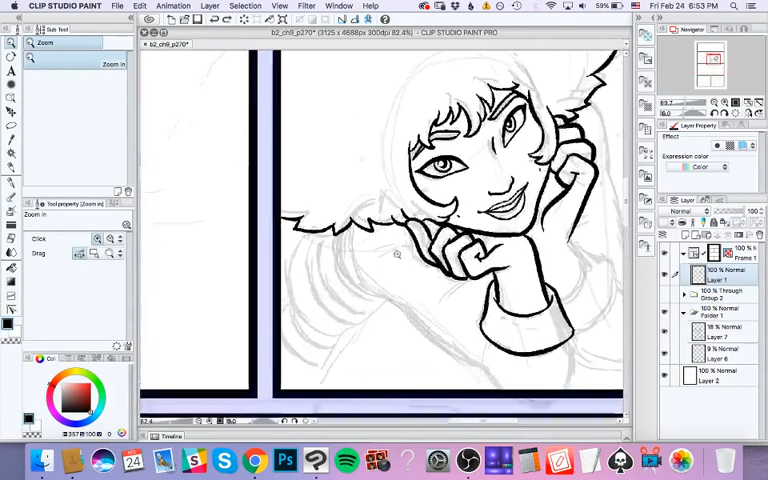 CLIP STUDIO PAINT File Edit Animation Layer Selection View Filter Window Help 59% Fri Feb 24 6:53 PM
b2_ch9_p270* (3125 x 4688px 300dpi 82.4%) - CLIP STUDIO PAINT PRO
Sub Tool
b2_ch9_p270*
Navigator
Zoom
Zoom In
Layer Property
Effect
Expression color
Color
Tool property (Zoom in)
Zoom in
Click
Drag
Layer
Normal 100
100 %
Frame 1
100 % Normal
Layer 1
100 % Through
Group 2
100 % Normal
Folder 1
Normal
Layer 7
9 % Normal
100 % Normal
Layer 2
Timeline
FEB
24